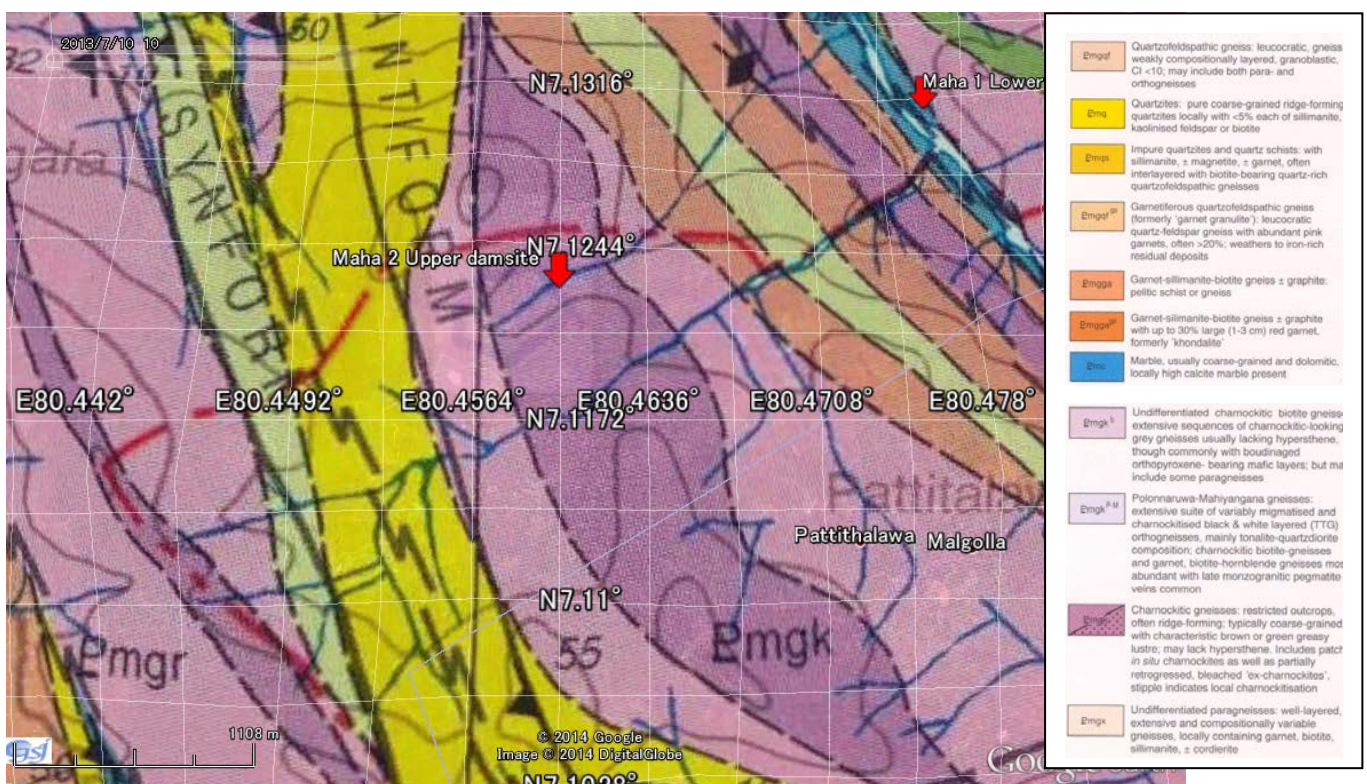 50
32
2013/7/10 10
SYNFORM
ANTIFORM
N7.1316°
Maha 1 Lower
N7.1244°
Maha 2 Upper damsite
E80.442°
E80.4492°
E80.4564°
E80.4636°
E80.4708°
E80.478°
N7.1172°
Pattithalawa
Malgolla
N7.11°
55
Pmgk
Pmgr
1108 m
© 2014 Google
Image © 2014 DigitalGlobe
Pmgqf
Quartzofeldspathic gneiss: leucocratic, gneiss
weakly compositionally layered, granoblastic,
CI <10; may include both para- and
orthogneisses
Pmq
Quartzites: pure coarse-grained ridge-forming
quartzites locally with <5% each of sillimanite,
kaolinised feldspar or biotite
Pmqs
Impure quartzites and quartz schists: with
sillimanite, ± magnetite, ± garnet, often
interlayered with biotite-bearing quartz-rich
quartzofeldspathic gneisses
Garnetiferous quartzofeldspathic gneiss
(formerly 'garnet granulite'): leucocratic
quartz-feldspar gneiss with abundant pink
garnets, often >20%; weathers to iron-rich
residual deposits
Pmgga
Garnet-sillimanite-biotite gneiss ± graphite:
pelitic schist or gneiss
Garnet-silimanite-biotite gneiss ± graphite
with up to 30% large (1-3 cm) red garnet,
formerly 'khondalite'
Pmc
Marble, usually coarse-grained and dolomitic,
locally high calcite marble present
Pmgk b
Undifferentiated charnockitic biotite gneiss
extensive sequences of charnockitic-looking
grey gneisses usually lacking hypersthene,
though commonly with boudinaged
orthopyroxene- bearing mafic layers; but ma
include some paragneisses
Pmgk P-M
Polonnaruwa-Mahiyangana gneisses:
extensive suite of variably migmatised and
charnockitised black & white layered (TTG)
orthogneisses, mainly tonalite-quartzdiorite
composition; charnockitic biotite-gneisses
and garnet, biotite-hornblende gneisses mos
abundant with late monzogranitic pegmatite
veins common
Charnockitic gneisses: restricted outcrops,
often ridge-forming; typically coarse-grained
with characteristic brown or green greasy
lustre; may lack hypersthene. Includes patch
in situ charnockites as well as partially
retrogressed, bleached 'ex-charnockites',
stipple indicates local charnockitisation
Pmgx
Undifferentiated paragneisses: well-layered,
extensive and compositionally variable
gneisses, locally containing garnet, biotite,
sillimanite, ± cordierite